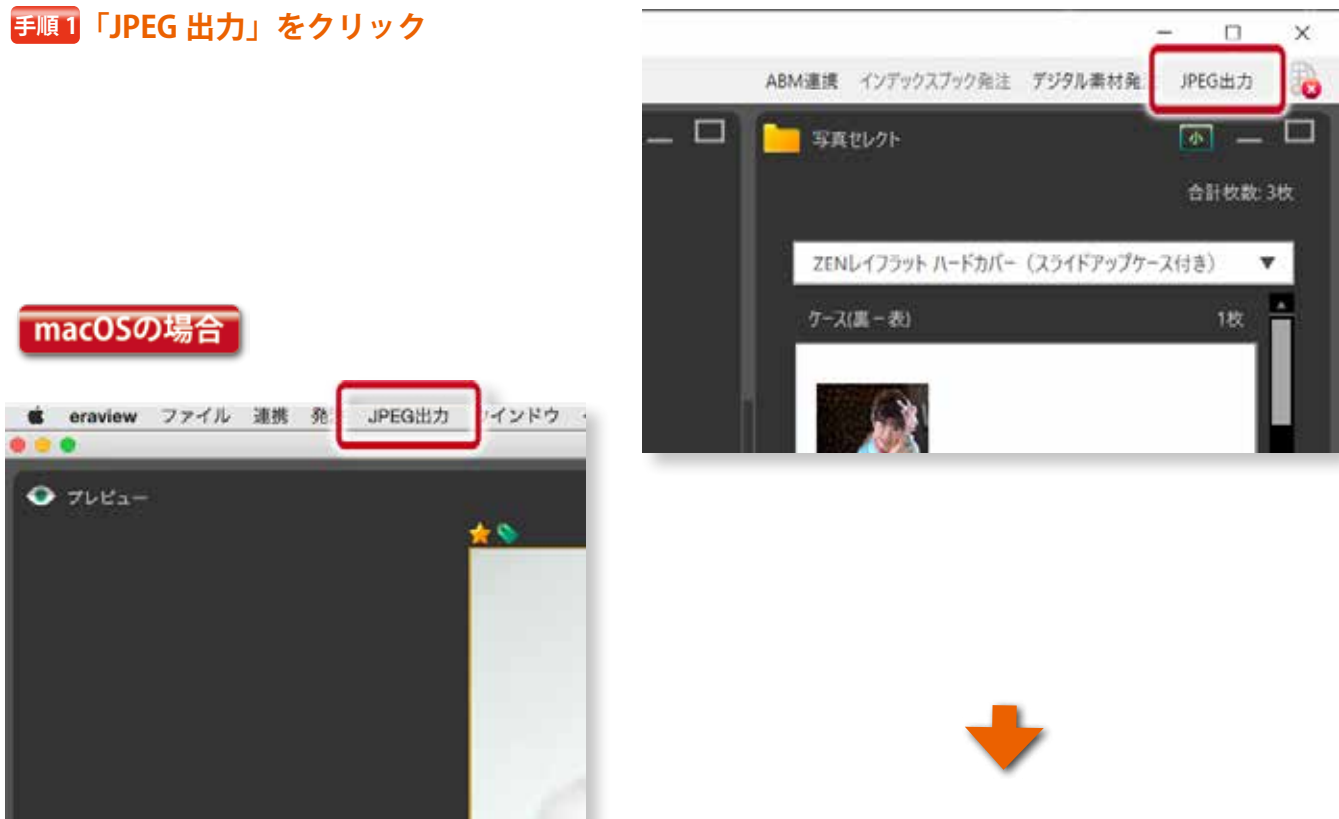 手順1「JPEG 出力」をクリック
ABM連携 インデックスブック発注 デジタル素材発 JPEG出力
写真セレクト 小
合計枚数: 3枚
ZENレイフラット ハードカバー（スライドアップケース付き） ▼
ケース(裏－表) 1枚
macOSの場合
eraview ファイル 連携 発 JPEG出力 インドウ
プレビュー